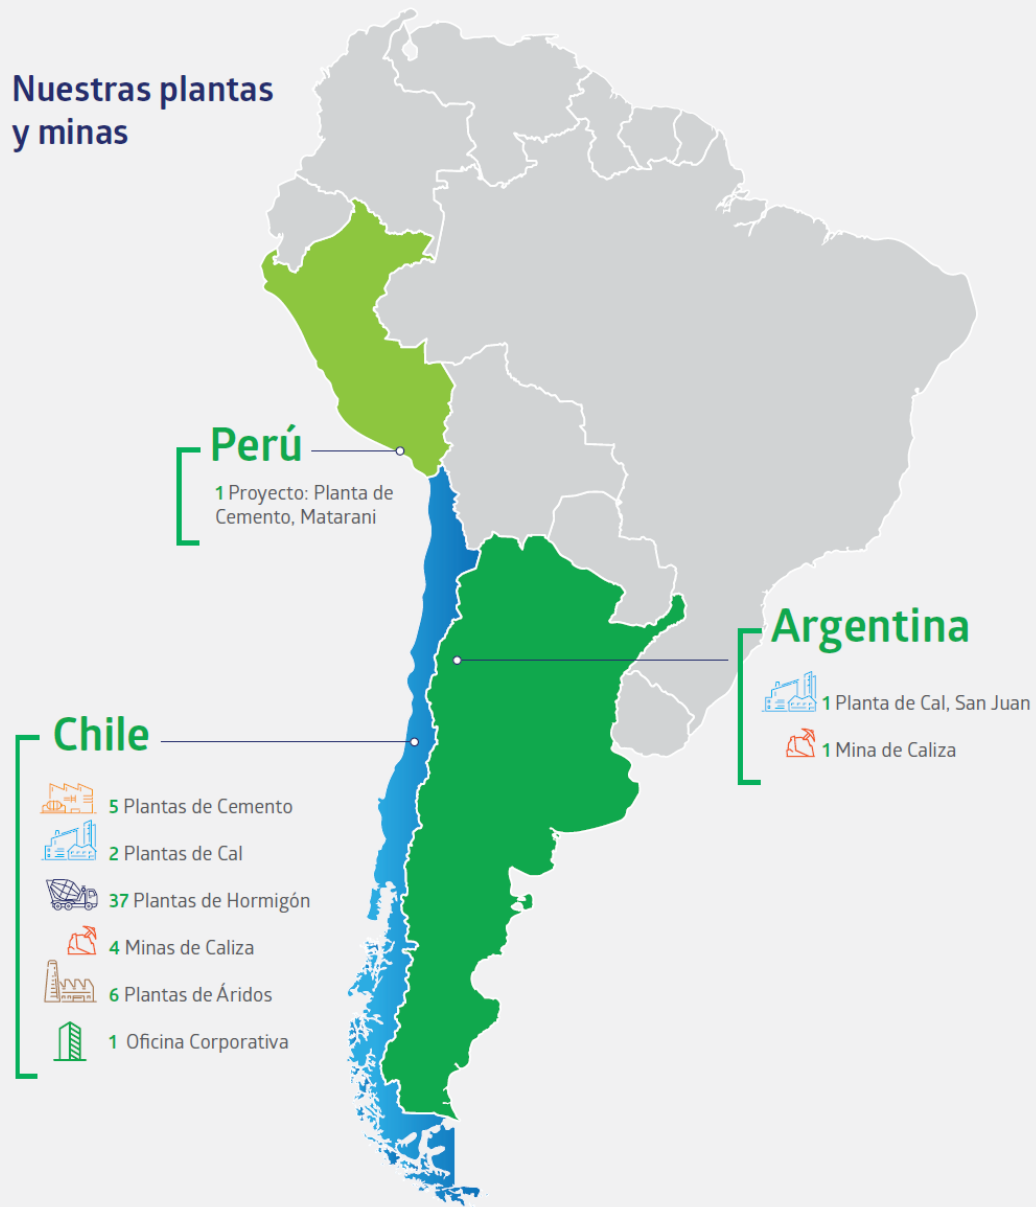 Nuestras plantas
y minas
Perú
1 Proyecto: Planta de
Cemento, Matarani
Argentina
1 Planta de Cal, San Juan
1 Mina de Caliza
Chile
5 Plantas de Cemento
2 Plantas de Cal
37 Plantas de Hormigón
4 Minas de Caliza
6 Plantas de Áridos
1 Oficina Corporativa